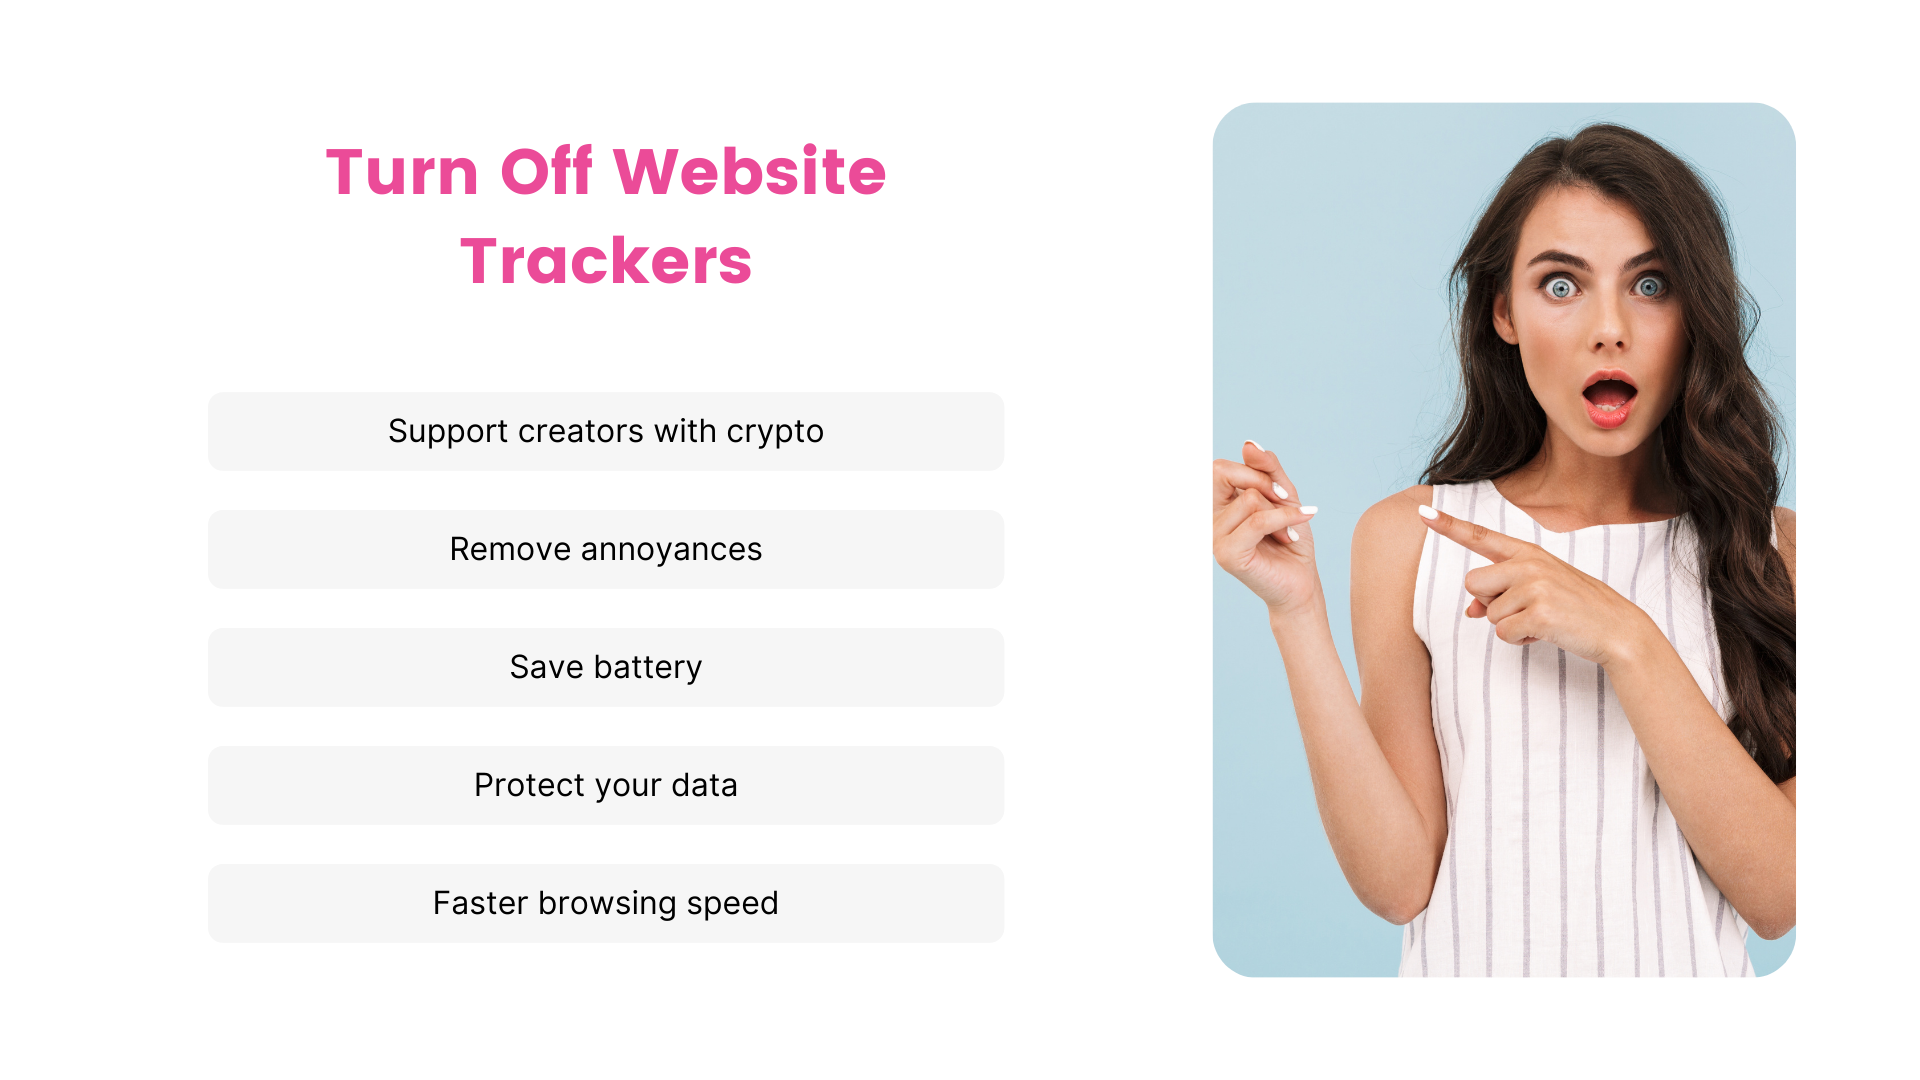 Turn Off Website
Trackers
Support creators with crypto
Remove annoyances
Save battery
Protect your data
Faster browsing speed